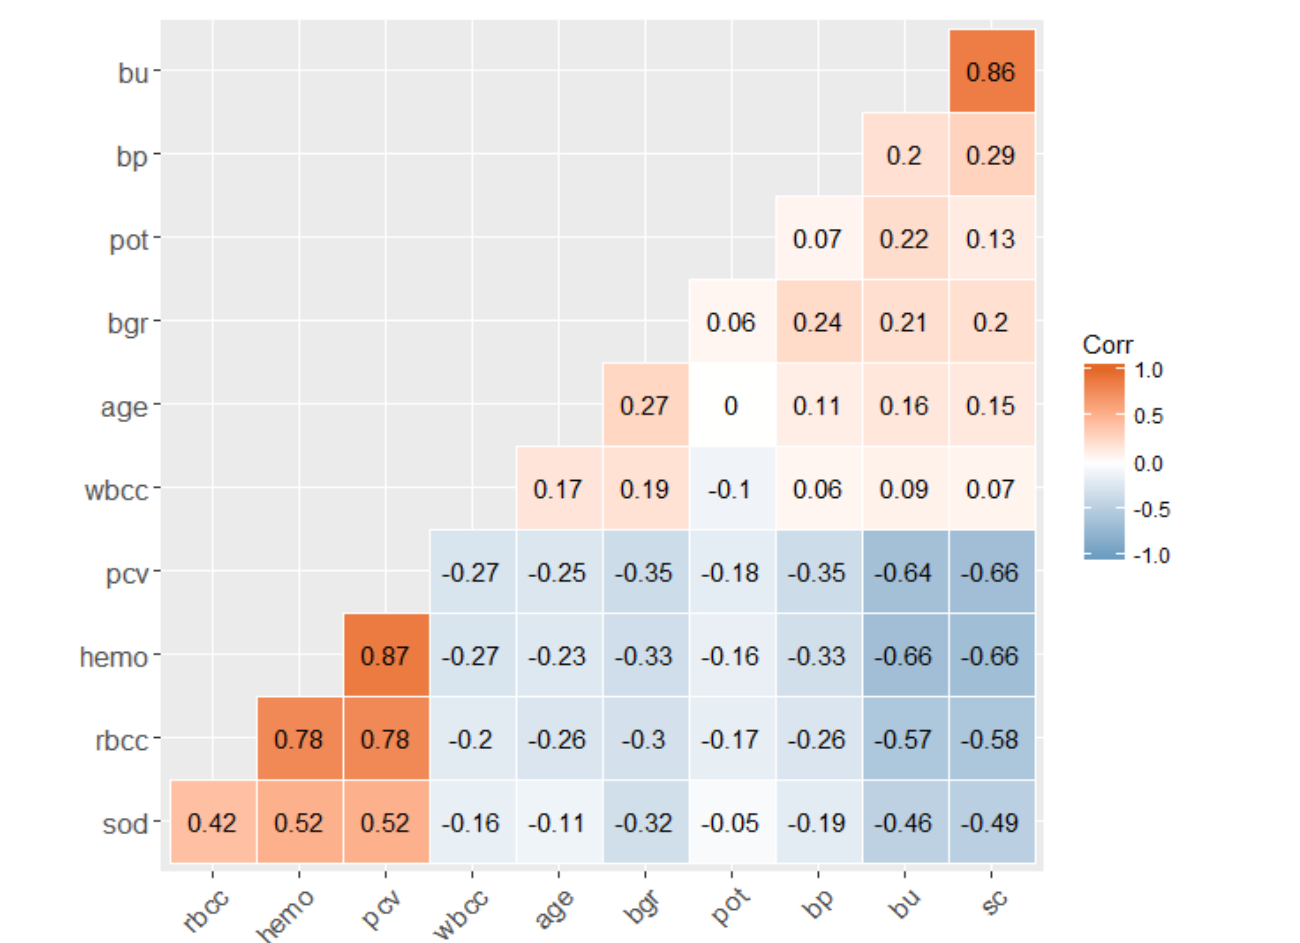 bu 0.86
bp 0.2 0.29
pot 0.07 0.22 0.13
bgr 0.06 0.24 0.21 0.2
age 0.27 0 0.11 0.16 0.15
wbcc 0.17 0.19 -0.1 0.06 0.09 0.07
pcv -0.27 -0.25 -0.35 -0.18 -0.35 -0.64 -0.66
hemo 0.87 -0.27 -0.23 -0.33 -0.16 -0.33 -0.66 -0.66
rbcc 0.78 0.78 -0.2 -0.26 -0.3 -0.17 -0.26 -0.57 -0.58
sod 0.42 0.52 0.52 -0.16 -0.11 -0.32 -0.05 -0.19 -0.46 -0.49
rbcc hemo pcv wbcc age bgr pot bp bu sc
Corr
1.0
0.5
0.0
-0.5
-1.0